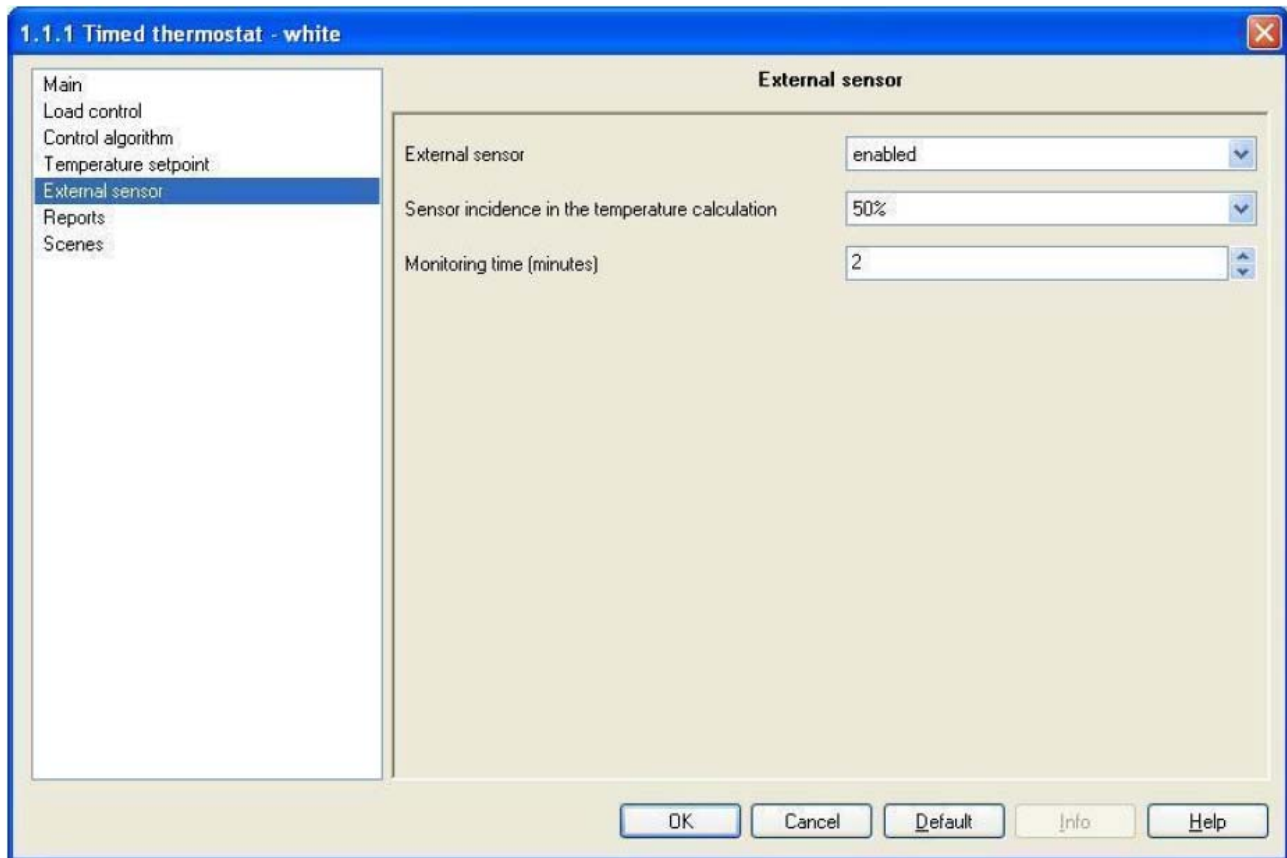 1.1.1 Timed thermostat - white
Main
Load control
Control algorithm
Temperature setpoint
External sensor
Reports
Scenes
External sensor
External sensor
enabled
Sensor incidence in the temperature calculation
50%
Monitoring time (minutes)
2
OK
Cancel
Default
Info
Help